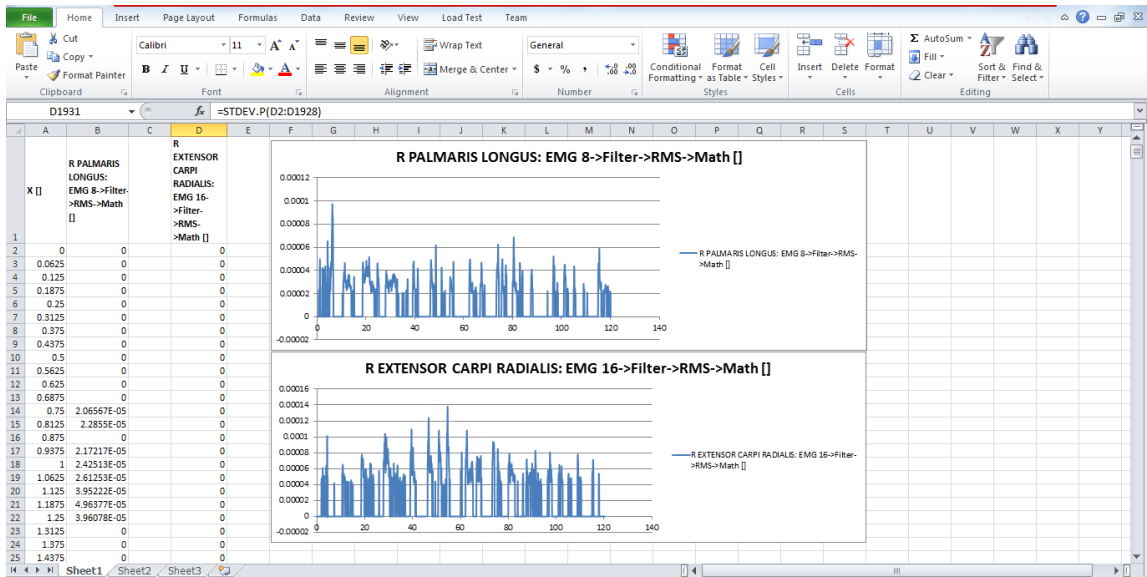 File Home Insert Page Layout Formulas Data Review View Load Test Team
Cut
Copy
Format Painter
Paste
Clipboard
Calibri 11 A A
B I U A
Font
Wrap Text
Merge & Center
Alignment
General
$ % , .0 .00 .00 .0
Number
Conditional Formatting
Format as Table
Cell Styles
Styles
Insert Delete Format
Cells
Σ AutoSum
Fill
Clear
Sort & Filter
Find & Select
Editing
D1931 fx =STDEV.P(D2:D1928)
A B C D E F G H I J K L M N O P Q R S T U V W X Y
1 X [] R PALMARIS LONGUS: EMG 8->Filter->RMS->Math [] R EXTENSOR CARPI RADIALIS: EMG 16->Filter->RMS->Math []
2 0 0 0
3 0.0625 0 0
4 0.125 0 0
5 0.1875 0 0
6 0.25 0 0
7 0.3125 0 0
8 0.375 0 0
9 0.4375 0 0
10 0.5 0 0
11 0.5625 0 0
12 0.625 0 0
13 0.6875 0 0
14 0.75 2.06567E-05 0
15 0.8125 2.2855E-05 0
16 0.875 0 0
17 0.9375 2.17217E-05 0
18 1 2.42513E-05 0
19 1.0625 2.61253E-05 0
20 1.125 3.95222E-05 0
21 1.1875 4.96377E-05 0
22 1.25 3.96078E-05 0
23 1.3125 0 0
24 1.375 0 0
25 1.4375 0 0
R PALMARIS LONGUS: EMG 8->Filter->RMS->Math []
0.00012
0.0001
0.00008
0.00006
0.00004
0.00002
0
-0.00002
0 20 40 60 80 100 120 140
R PALMARIS LONGUS: EMG 8->Filter->RMS-
>Math []
R EXTENSOR CARPI RADIALIS: EMG 16->Filter->RMS->Math []
0.00016
0.00014
0.00012
0.0001
0.00008
0.00006
0.00004
0.00002
0
-0.00002
0 20 40 60 80 100 120 140
R EXTENSOR CARPI RADIALIS: EMG 16->Filter-
>RMS->Math []
Sheet1 Sheet2 Sheet3